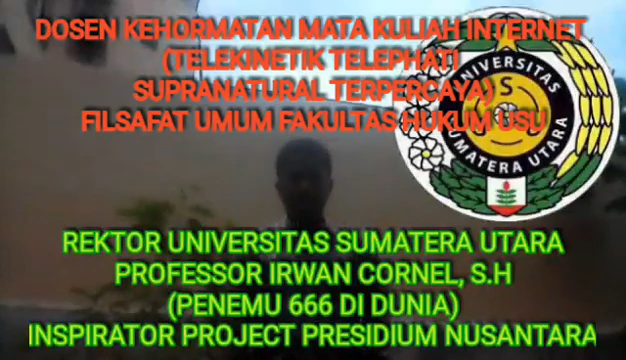 DOSEN KEHORMATAN MATA KULIAH INTERNET
(TELEKINETIK TELEPHATI
SUPRANATURAL TERPERCAYA)
FILSAFAT UMUM FAKULTAS HUKUM USU
UNIVERSITAS
SUMATERA UTARA
REKTOR UNIVERSITAS SUMATERA UTARA
PROFESSOR IRWAN CORNEL, S.H
(PENEMU 666 DI DUNIA)
INSPIRATOR PROJECT PRESIDIUM NUSANTARA